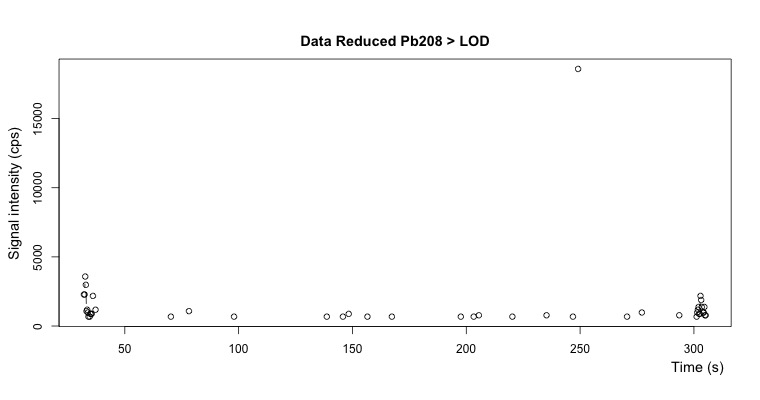 Data Reduced Pb208 > LOD
Signal intensity (cps)
15000
10000
5000
0
50 100 150 200 250 300
Time (s)